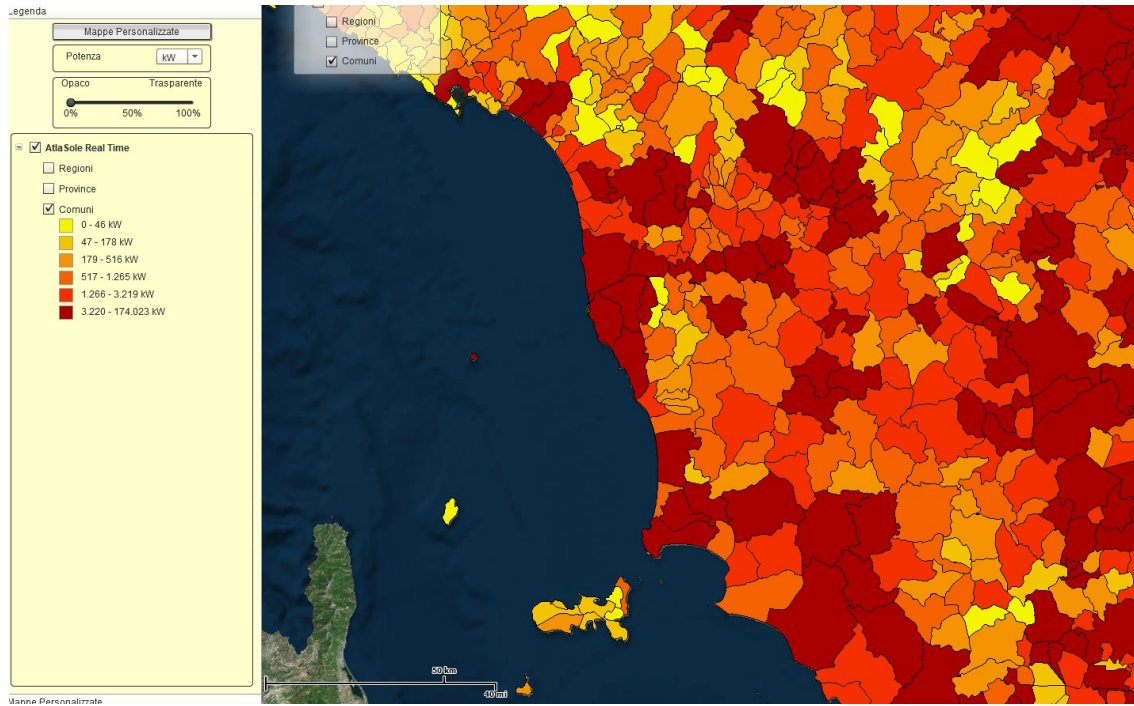 Legenda
Mappe Personalizzate
Potenza kW
Opaco Trasparente
0% 50% 100%
AtlaSole Real Time
Regioni
Province
Comuni
0 - 46 kW
47 - 178 kW
179 - 516 kW
517 - 1.265 kW
1.266 - 3.219 kW
3.220 - 174.023 kW
Mappe Personalizzate
Regioni
Province
Comuni
50 km
40 mi